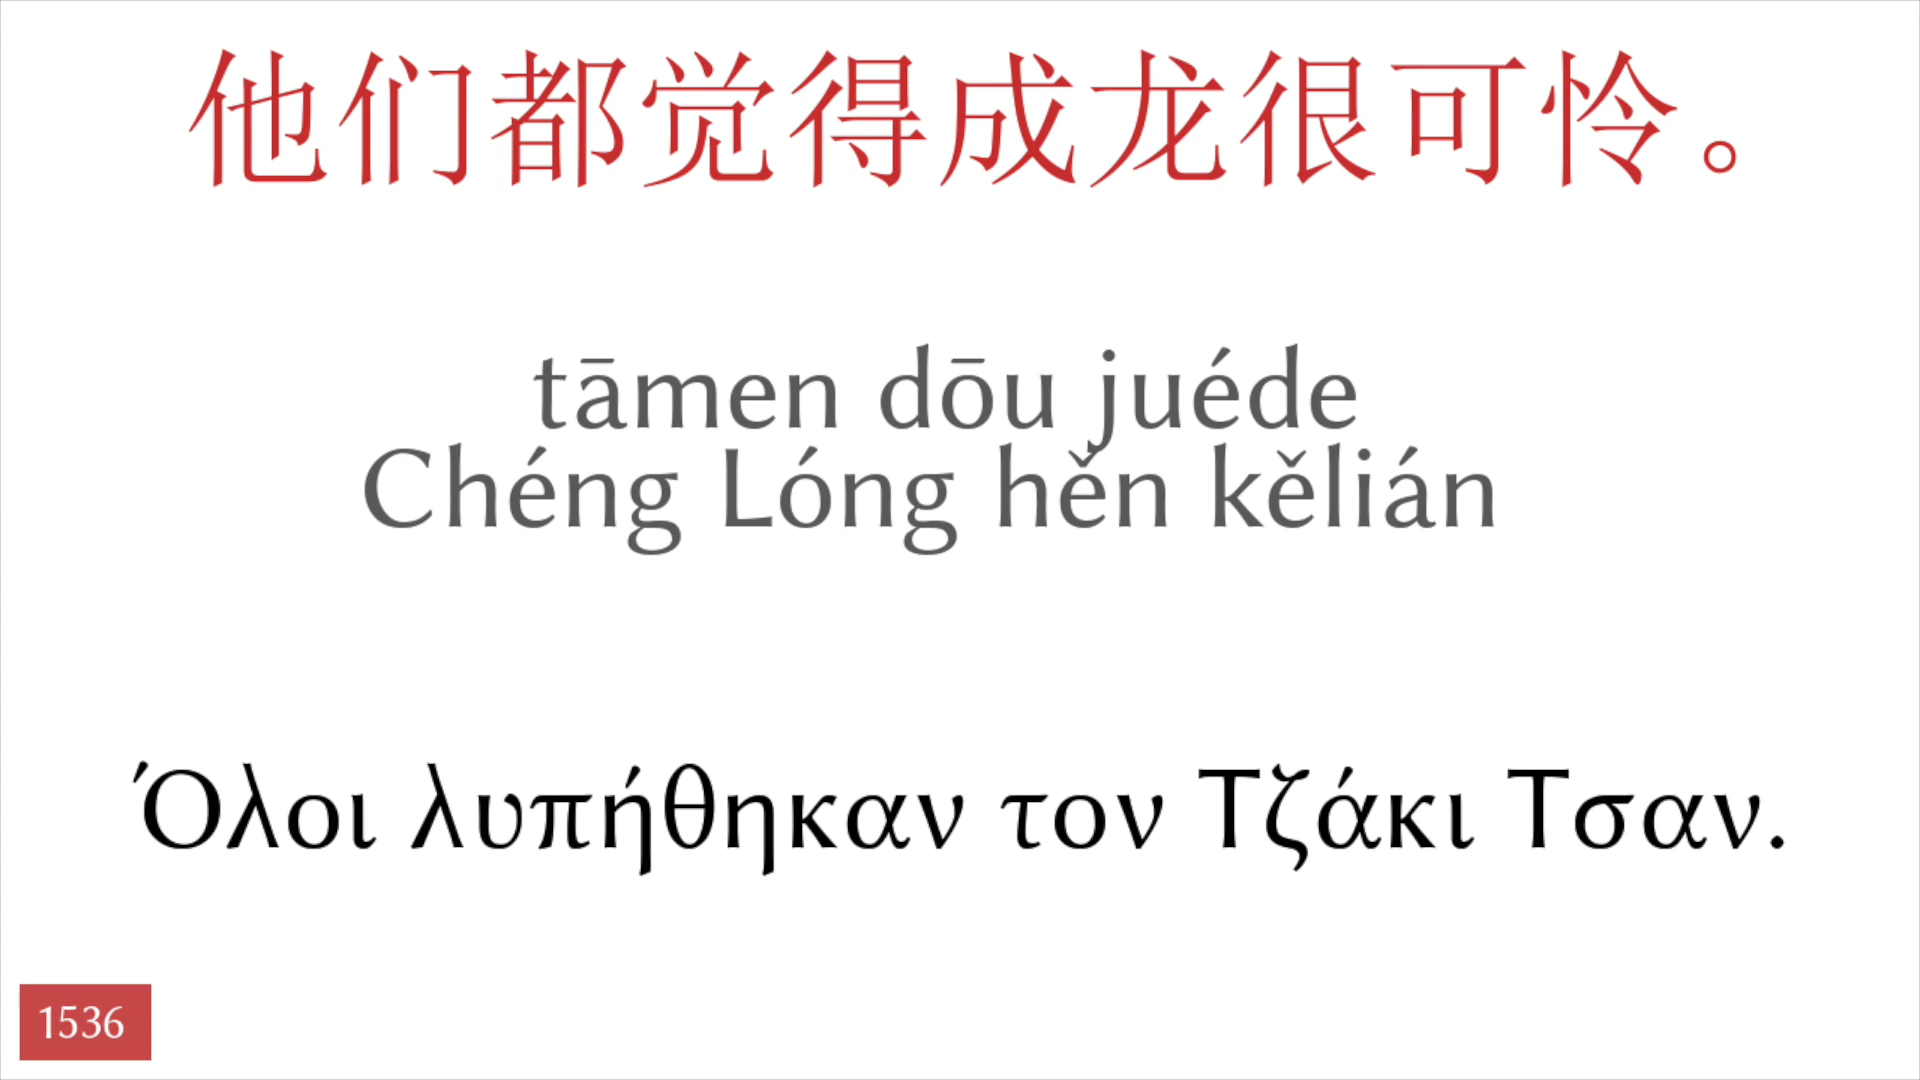 他们都觉得成龙很可怜。
tāmen dōu juéde
Chéng Lóng hěn kělián
Όλοι λυπήθηκαν τον Τζάκι Τσαν.
1536